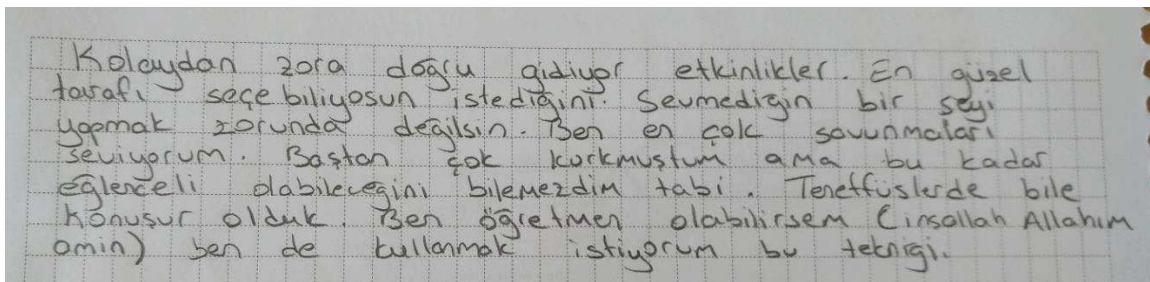 Kolaydan zora doğru gidiyor etkinlikler. En güzel
tarafı seçebiliyosun istediğini. Sevmediğin bir şeyi
yapmak zorunda değilsin. Ben en çok savunmaları
seviyorum. Baştan çok korkmuştum ama bu kadar
eğlenceli olabileceğini bilemezdim tabi. Teneffüslerde bile
konuşur olduk. Ben öğretmen olabilirsem (inşallah Allahım
amin) ben de kullanmak istiyorum bu tekniği.